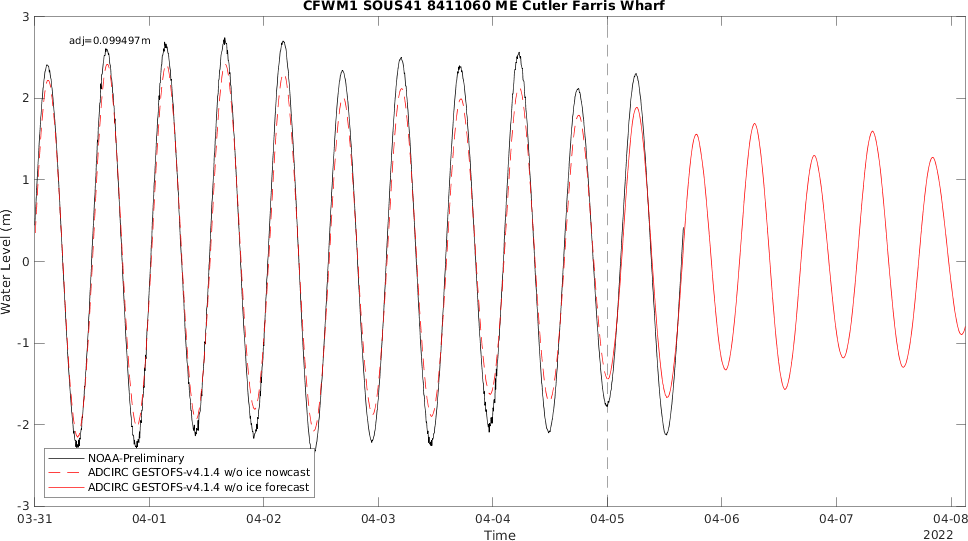 CFWM1 SOUS41 8411060 ME Cutler Farris Wharf
adj=0.099497m
3
2
1
0
-1
-2
-3
Water Level (m)
NOAA-Preliminary
ADCIRC GESTOFS-v4.1.4 w/o ice nowcast
ADCIRC GESTOFS-v4.1.4 w/o ice forecast
03-31 04-01 04-02 04-03 04-04 04-05 04-06 04-07 04-08
Time
2022